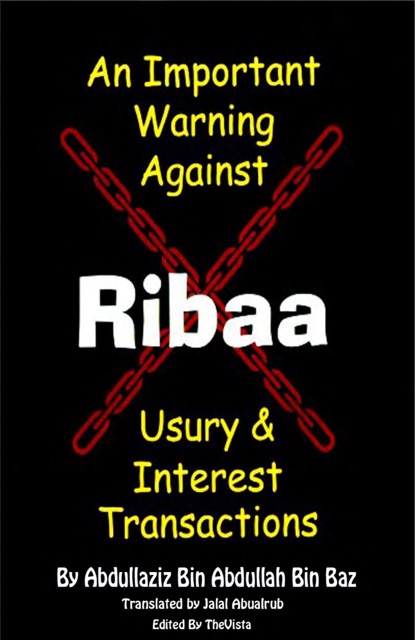 An Important
Warning
Against
Ribaa
Usury &
Interest
Transactions
By Abdullaziz Bin Abdullah Bin Baz
Translated by Jalal Abualrub
Edited By TheVista